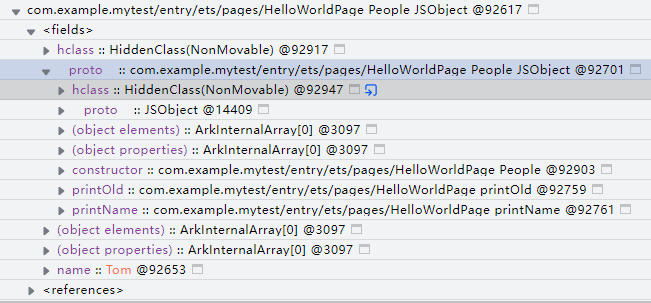 com.example.mytest/entry/ets/pages/HelloWorldPage People JSObject @92617
<fields>
hclass :: HiddenClass(NonMovable) @92917
proto :: com.example.mytest/entry/ets/pages/HelloWorldPage People JSObject @92701
hclass :: HiddenClass(NonMovable) @92947
proto :: JSObject @14409
(object elements) :: ArkInternalArray[0] @3097
(object properties) :: ArkInternalArray[0] @3097
constructor :: com.example.mytest/entry/ets/pages/HelloWorldPage People @92903
printOld :: com.example.mytest/entry/ets/pages/HelloWorldPage printOld @92759
printName :: com.example.mytest/entry/ets/pages/HelloWorldPage printName @92761
(object elements) :: ArkInternalArray[0] @3097
(object properties) :: ArkInternalArray[0] @3097
name :: Tom @92653
<references>